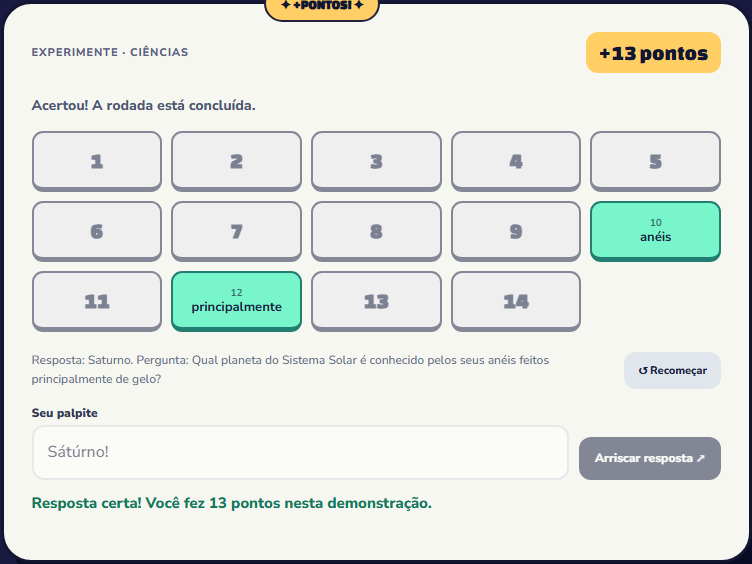 ✦ +PONTOS! ✦
EXPERIMENTE · CIÊNCIAS
+13 pontos
Acertou! A rodada está concluída.
1 2 3 4 5
6 7 8 9 10 anéis
11 12 principalmente 13 14
Resposta: Saturno. Pergunta: Qual planeta do Sistema Solar é conhecido pelos seus anéis feitos
principalmente de gelo?
↺ Recomeçar
Seu palpite
Sátúrno!
Arriscar resposta ↗
Resposta certa! Você fez 13 pontos nesta demonstração.